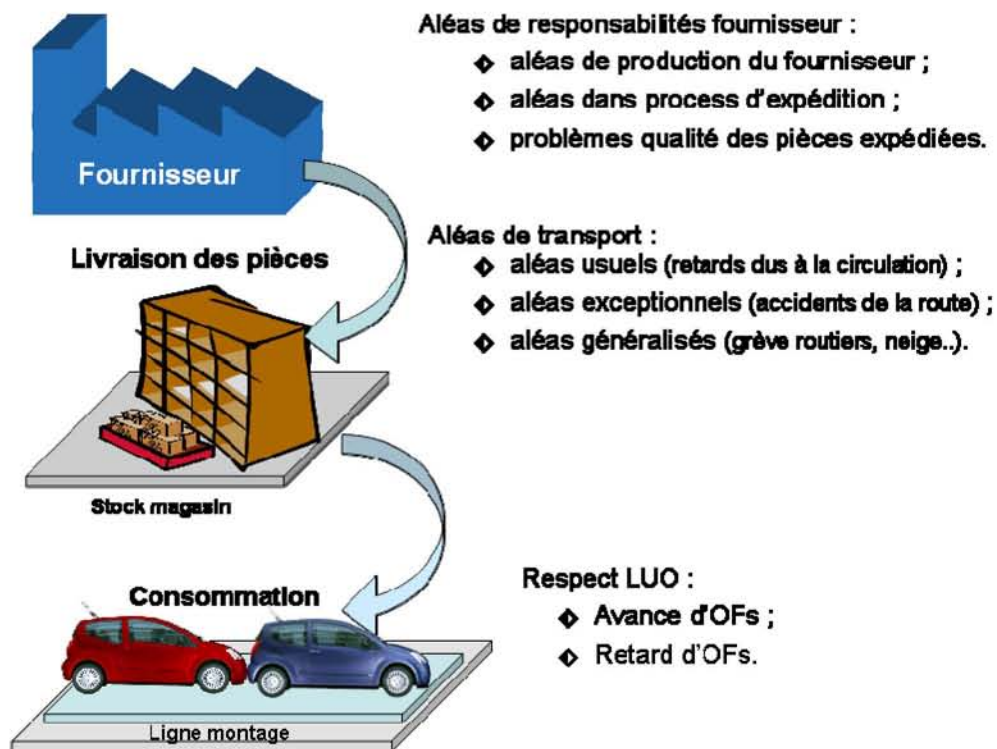 Aléas de responsabilités fournisseur :
aléas de production du fournisseur ;
aléas dans process d'expédition ;
problèmes qualité des pièces expédiées.
Fournisseur
Livraison des pièces
Aléas de transport :
aléas usuels (retards dus à la circulation) ;
aléas exceptionnels (accidents de la route) ;
aléas généralisés (grève routiers, neige..).
Stock magasin
Consommation
Respect LUO :
Avance d'OFs ;
Retard d'OFs.
Ligne montage